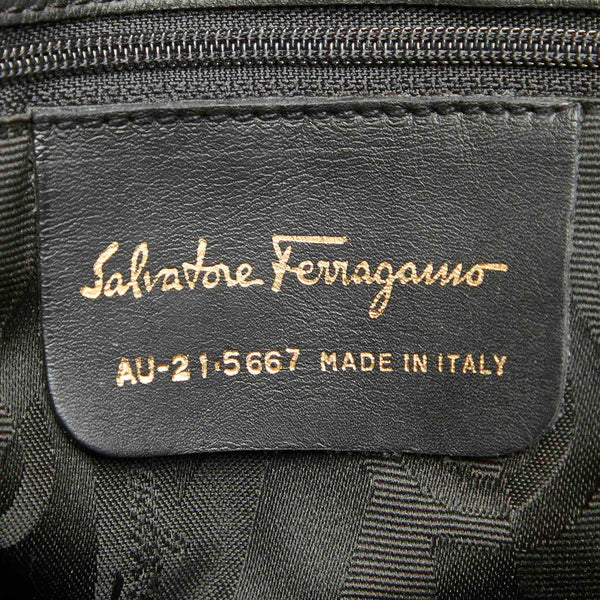 Salvatore Ferragamo
AU-21·5667 MADE IN ITALY